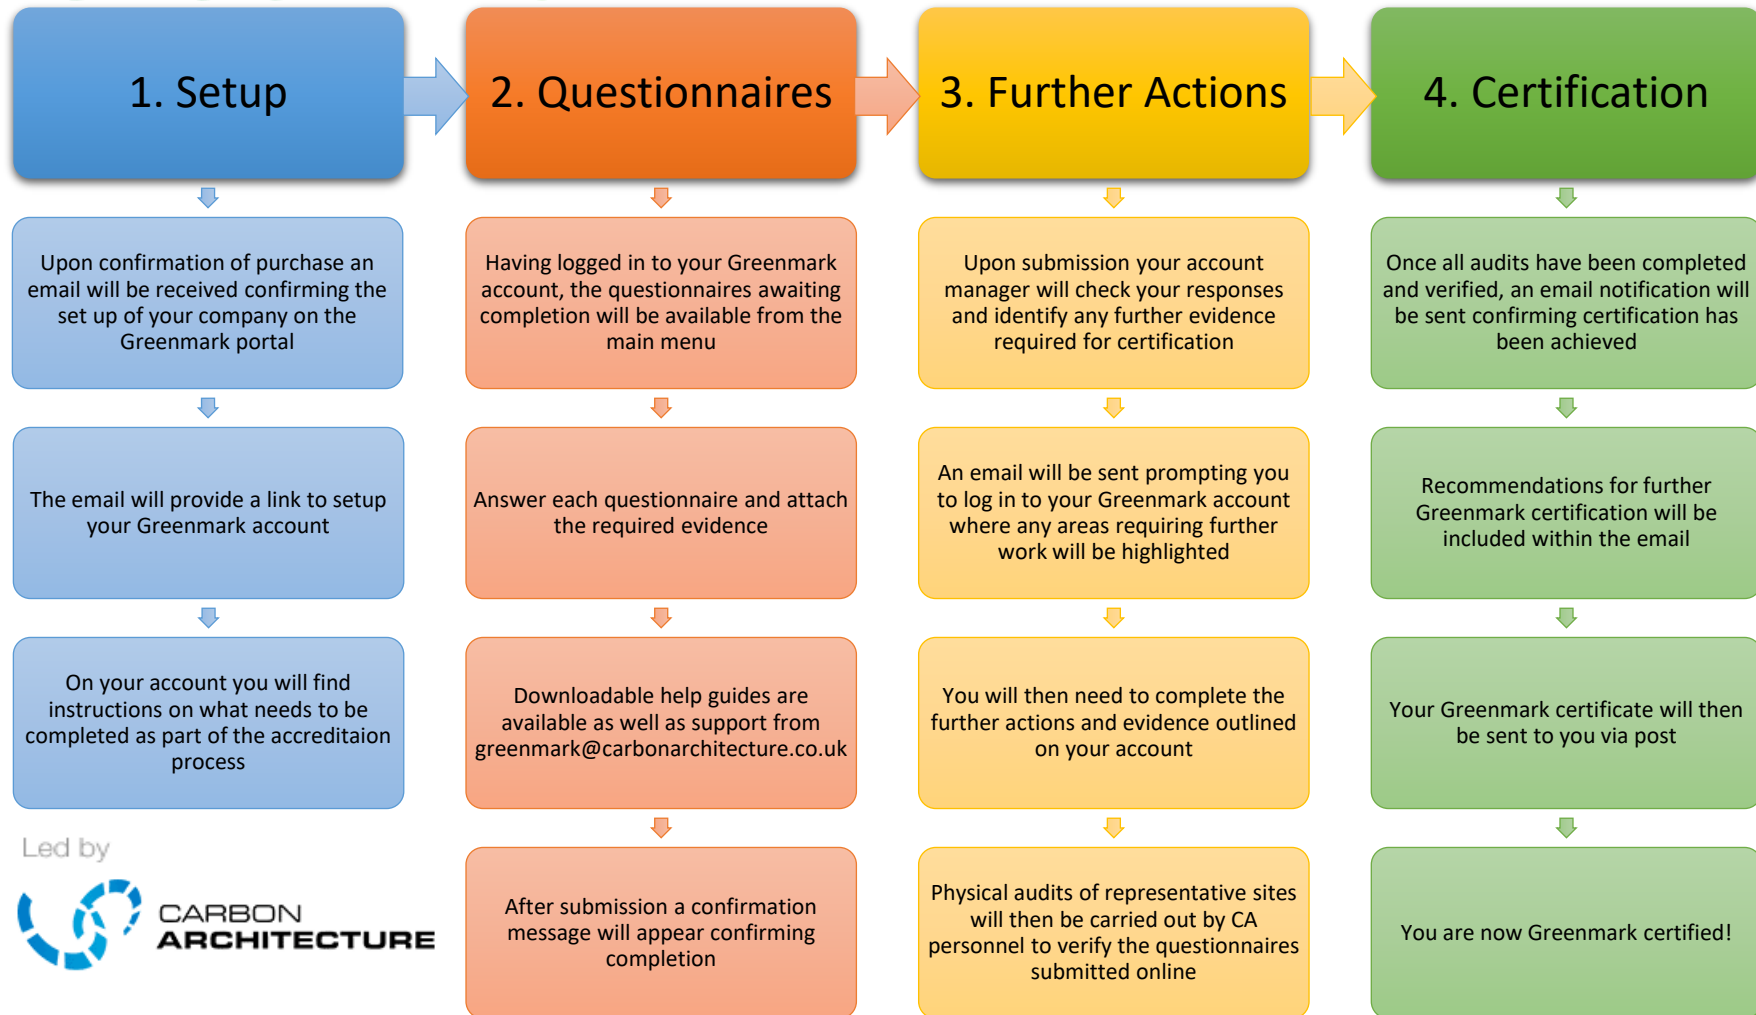 1. Setup
Upon confirmation of purchase an
email will be received confirming the
set up of your company on the
Greenmark portal
The email will provide a link to setup
your Greenmark account
On your account you will find
instructions on what needs to be
completed as part of the accreditaion
process
2. Questionnaires
Having logged in to your Greenmark
account, the questionnaires awaiting
completion will be available from the
main menu
Answer each questionnaire and attach
the required evidence
Downloadable help guides are
available as well as support from
greenmark@carbonarchitecture.co.uk
After submission a confirmation
message will appear confirming
completion
3. Further Actions
Upon submission your account
manager will check your responses
and identify any further evidence
required for certification
An email will be sent prompting you
to log in to your Greenmark account
where any areas requiring further
work will be highlighted
You will then need to complete the
further actions and evidence outlined
on your account
Physical audits of representative sites
will then be carried out by CA
personnel to verify the questionnaires
submitted online
4. Certification
Once all audits have been completed
and verified, an email notification will
be sent confirming certification has
been achieved
Recommendations for further
Greenmark certification will be
included within the email
Your Greenmark certificate will then
be sent to you via post
You are now Greenmark certified!
Led by
CARBON
ARCHITECTURE